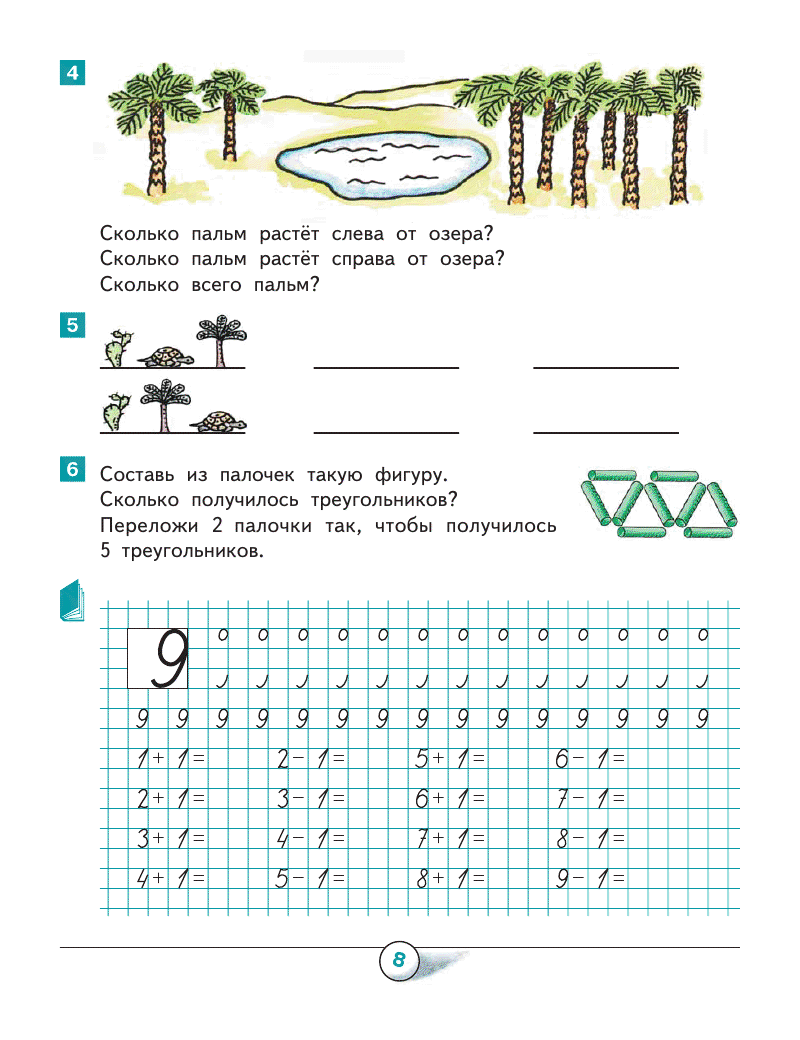 4
Сколько пальм растёт слева от озера?
Сколько пальм растёт справа от озера?
Сколько всего пальм?
5
6
Составь из палочек такую фигуру.
Сколько получилось треугольников?
Переложи 2 палочки так, чтобы получилось
5 треугольников.
9
9 9 9 9 9 9 9 9 9 9 9 9 9 9 9
1 + 1 = 2 − 1 = 5 + 1 = 6 − 1 =
2 + 1 = 3 − 1 = 6 + 1 = 7 − 1 =
3 + 1 = 4 − 1 = 7 + 1 = 8 − 1 =
4 + 1 = 5 − 1 = 8 + 1 = 9 − 1 =
8